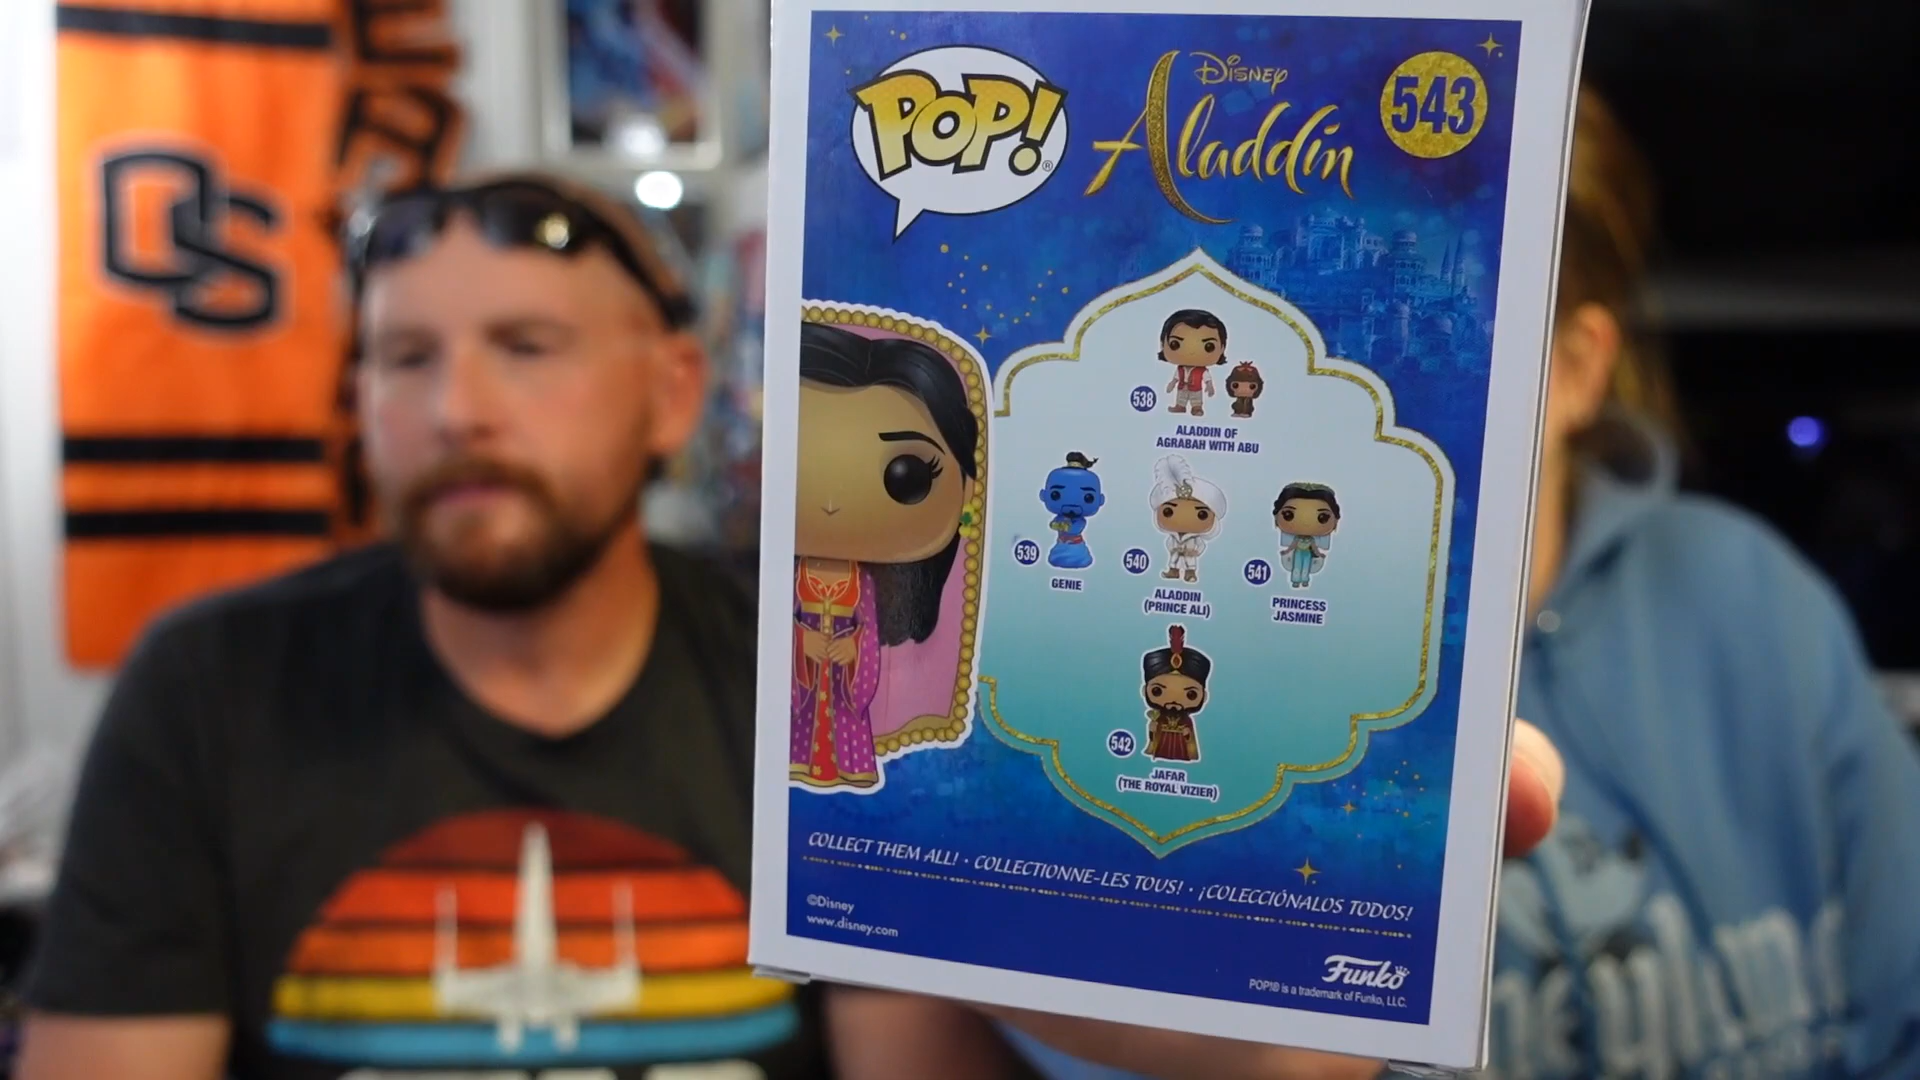 POP!
DISNEY
Aladdin
543
538
ALADDIN OF
AGRABAH WITH ABU
539
GENIE
540
ALADDIN
(PRINCE ALI)
541
PRINCESS
JASMINE
542
JAFAR
(THE ROYAL VIZIER)
COLLECT THEM ALL! · COLLECTIONNE-LES TOUS! · ¡COLECCIÓNALOS TODOS!
©Disney
www.disney.com
Funko
POP!® is a trademark of Funko, LLC.
OS